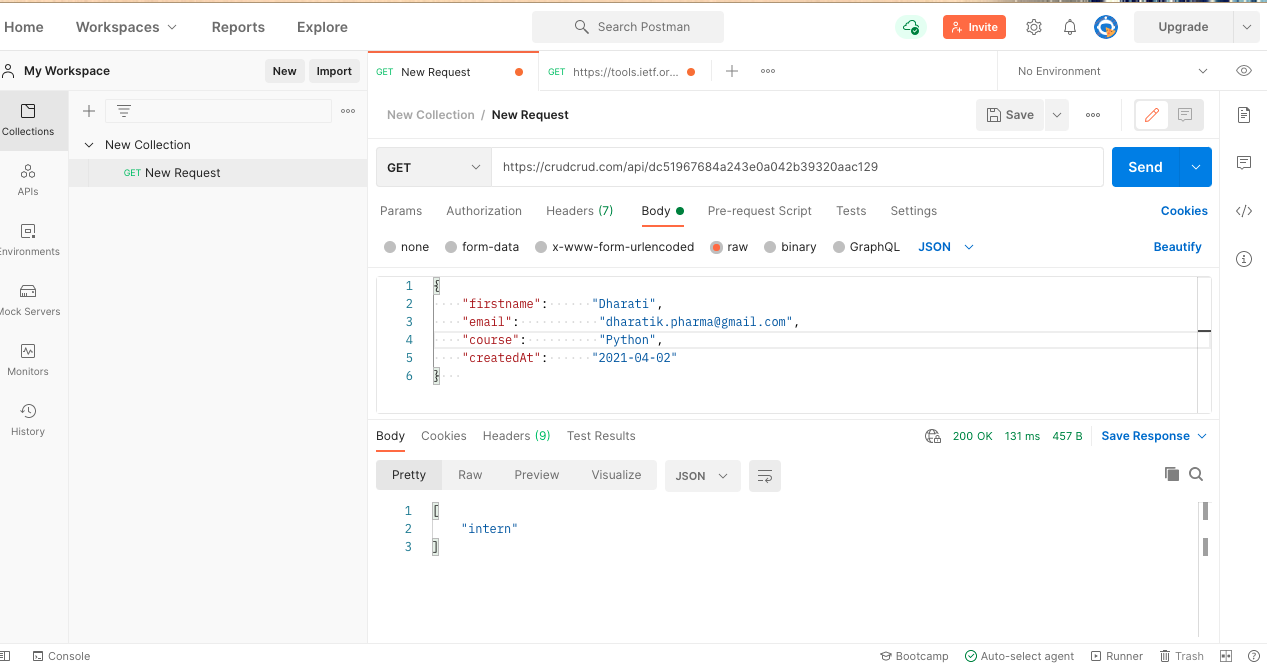 Home Workspaces Reports Explore Search Postman Invite Upgrade
My Workspace New Import GET New Request GET https://tools.ietf.or... No Environment
New Collection / New Request Save
Collections
New Collection
GET New Request
GET https://crudcrud.com/api/dc51967684a243e0a042b39320aac129 Send
APIs
Params Authorization Headers (7) Body Pre-request Script Tests Settings Cookies
none form-data x-www-form-urlencoded raw binary GraphQL JSON Beautify
Environments
1 {
2 "firstname": "Dharati",
3 "email": "dharatik.pharma@gmail.com",
4 "course": "Python",
5 "createdAt": "2021-04-02"
6 }
Mock Servers
Monitors
History
Body Cookies Headers (9) Test Results 200 OK 131 ms 457 B Save Response
Pretty Raw Preview Visualize JSON
1 [
2 "intern"
3 ]
Console Bootcamp Auto-select agent Runner Trash